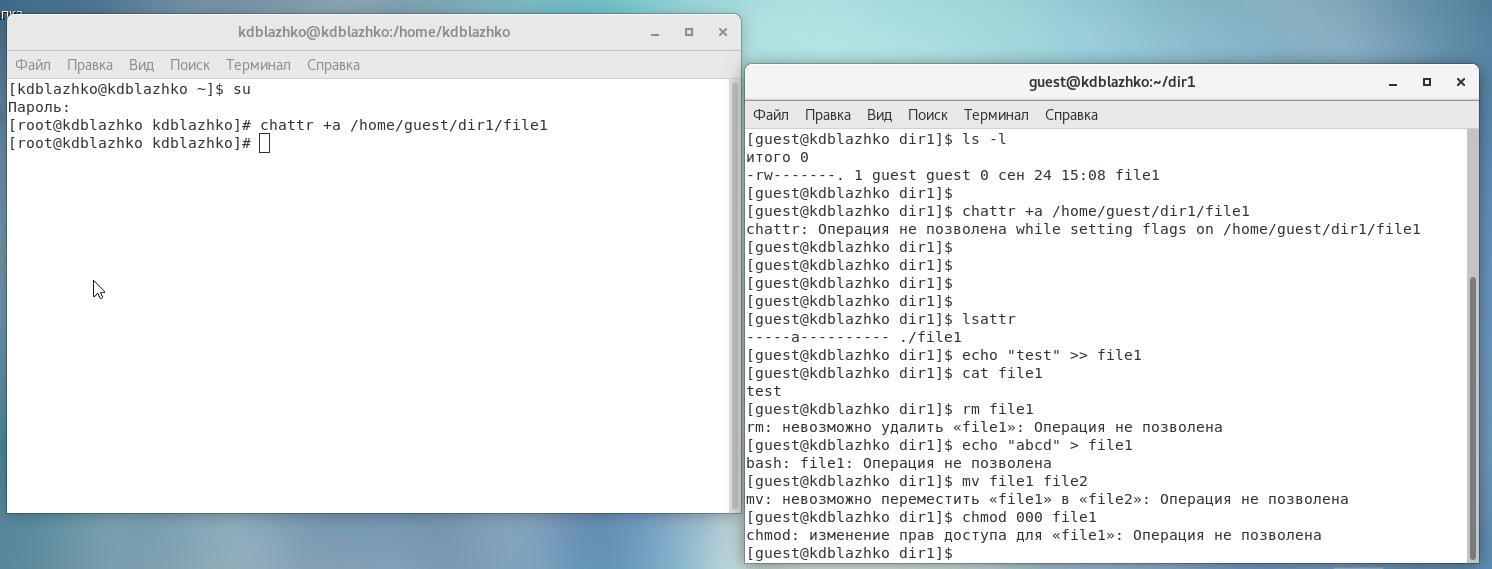 kdblazhko@kdblazhko:/home/kdblazhko
Файл Правка Вид Поиск Терминал Справка
[kdblazhko@kdblazhko ~]$ su
Пароль:
[root@kdblazhko kdblazhko]# chattr +a /home/guest/dir1/file1
[root@kdblazhko kdblazhko]#
guest@kdblazhko:~/dir1
Файл Правка Вид Поиск Терминал Справка
[guest@kdblazhko dir1]$ ls -l
итого 0
-rw-------. 1 guest guest 0 сен 24 15:08 file1
[guest@kdblazhko dir1]$
[guest@kdblazhko dir1]$ chattr +a /home/guest/dir1/file1
chattr: Операция не позволена while setting flags on /home/guest/dir1/file1
[guest@kdblazhko dir1]$
[guest@kdblazhko dir1]$
[guest@kdblazhko dir1]$
[guest@kdblazhko dir1]$
[guest@kdblazhko dir1]$ lsattr
-----a---------- ./file1
[guest@kdblazhko dir1]$ echo "test" >> file1
[guest@kdblazhko dir1]$ cat file1
test
[guest@kdblazhko dir1]$ rm file1
rm: невозможно удалить «file1»: Операция не позволена
[guest@kdblazhko dir1]$ echo "abcd" > file1
bash: file1: Операция не позволена
[guest@kdblazhko dir1]$ mv file1 file2
mv: невозможно переместить «file1» в «file2»: Операция не позволена
[guest@kdblazhko dir1]$ chmod 000 file1
chmod: изменение прав доступа для «file1»: Операция не позволена
[guest@kdblazhko dir1]$